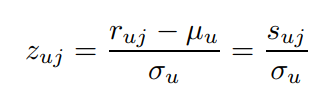 z_{uj} = \frac{r_{uj} - \mu_u}{\sigma_u} = \frac{s_{uj}}{\sigma_u}